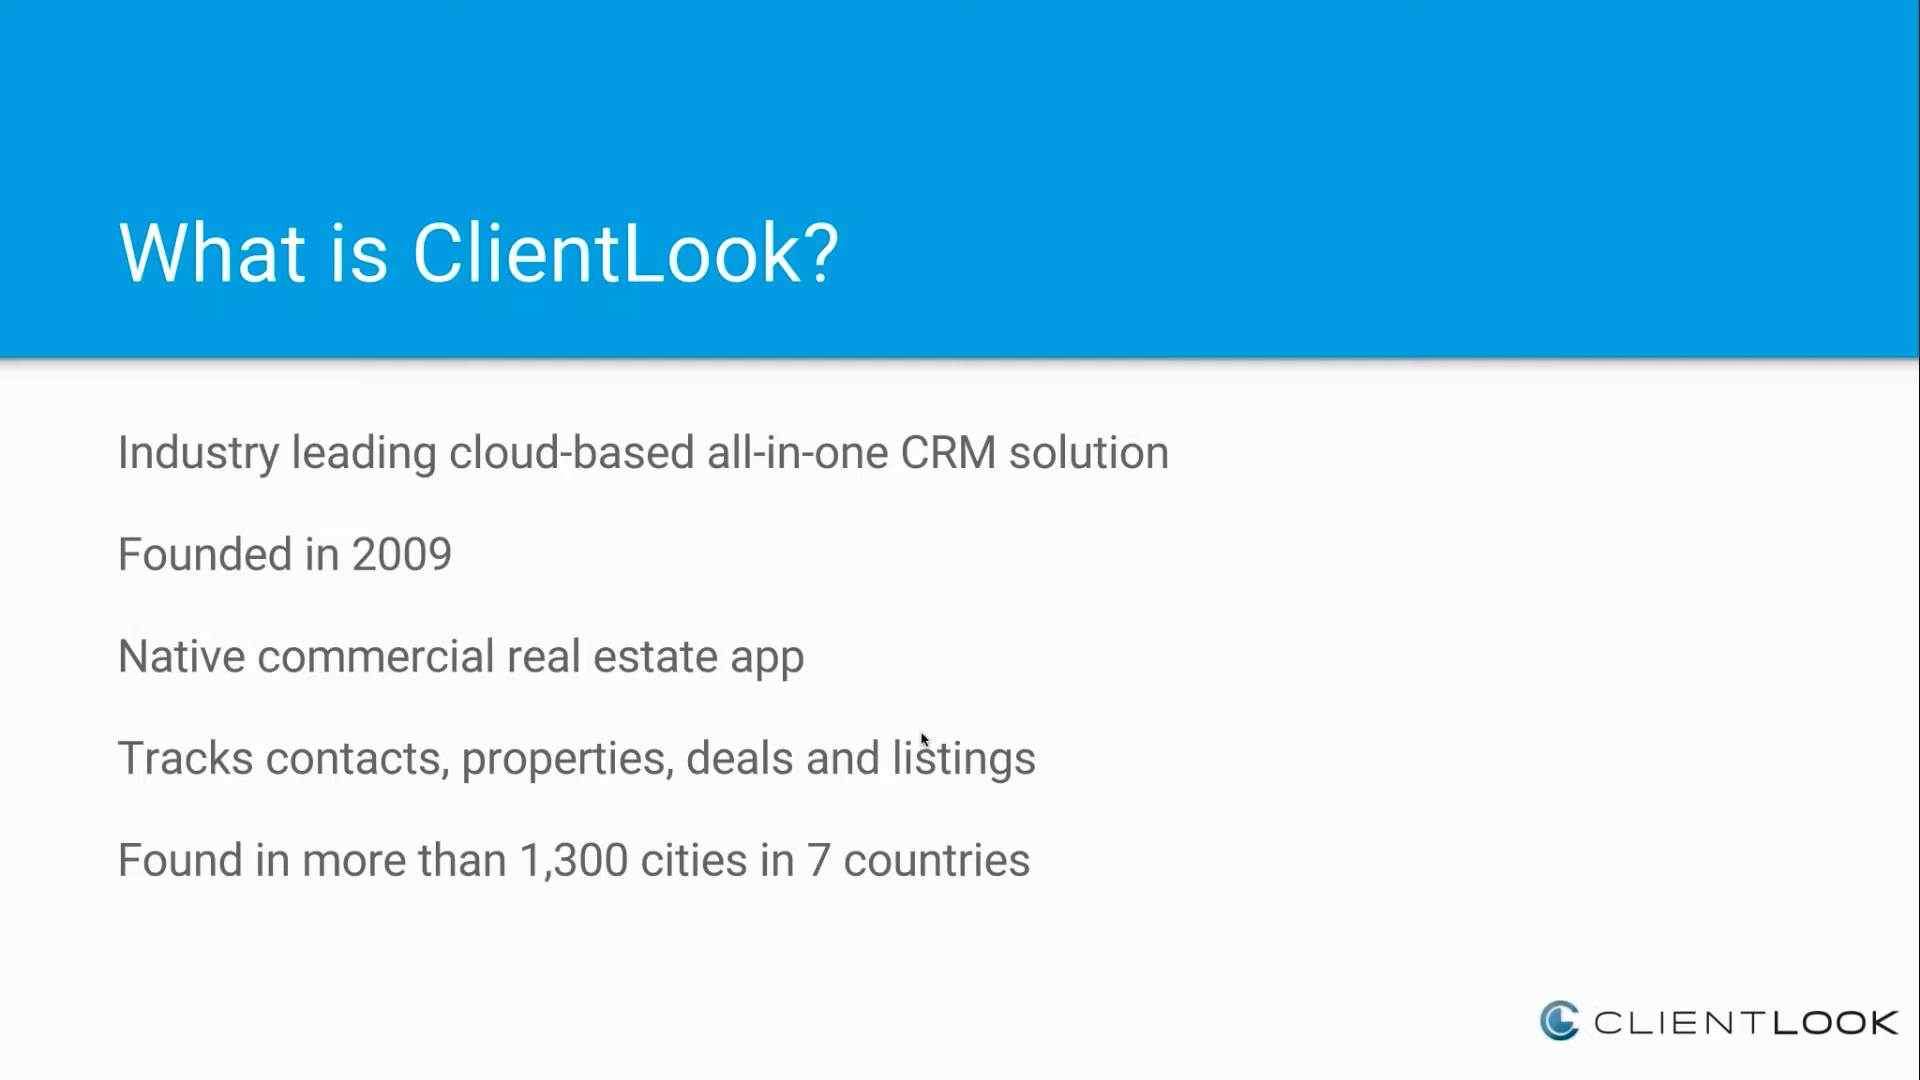 What is ClientLook?
Industry leading cloud-based all-in-one CRM solution
Founded in 2009
Native commercial real estate app
Tracks contacts, properties, deals and listings
Found in more than 1,300 cities in 7 countries
CLIENTLOOK